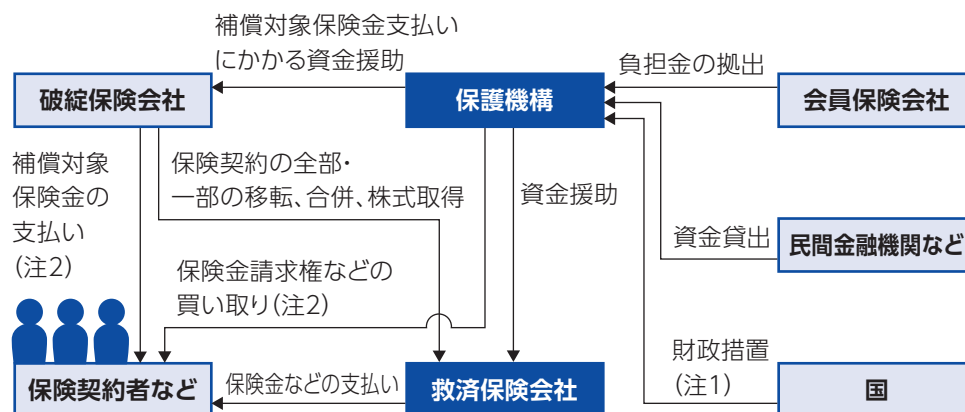 補償対象保険金支払い
にかかる資金援助
負担金の拠出
破綻保険会社
保護機構
会員保険会社
補償対象
保険金の
支払い
(注2)
保険契約の全部・
一部の移転、合併、株式取得
資金援助
資金貸出
民間金融機関など
保険金請求権などの
買い取り(注2)
財政措置
(注1)
保険契約者など
保険金などの支払い
救済保険会社
国